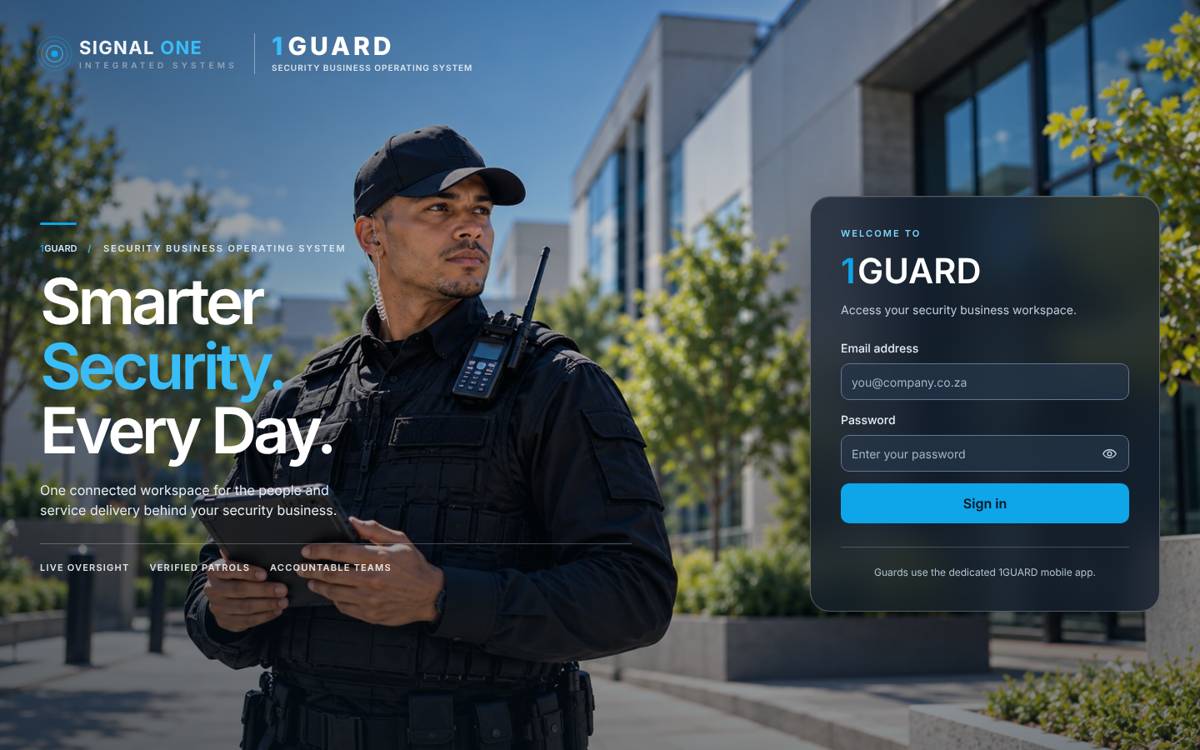 SIGNAL ONE
INTEGRATED SYSTEMS
1GUARD
SECURITY BUSINESS OPERATING SYSTEM
1GUARD / SECURITY BUSINESS OPERATING SYSTEM
Smarter
Security.
Every Day.
One connected workspace for the people and
service delivery behind your security business.
LIVE OVERSIGHT VERIFIED PATROLS ACCOUNTABLE TEAMS
WELCOME TO
1GUARD
Access your security business workspace.
Email address
you@company.co.za
Password
Enter your password
Sign in
Guards use the dedicated 1GUARD mobile app.